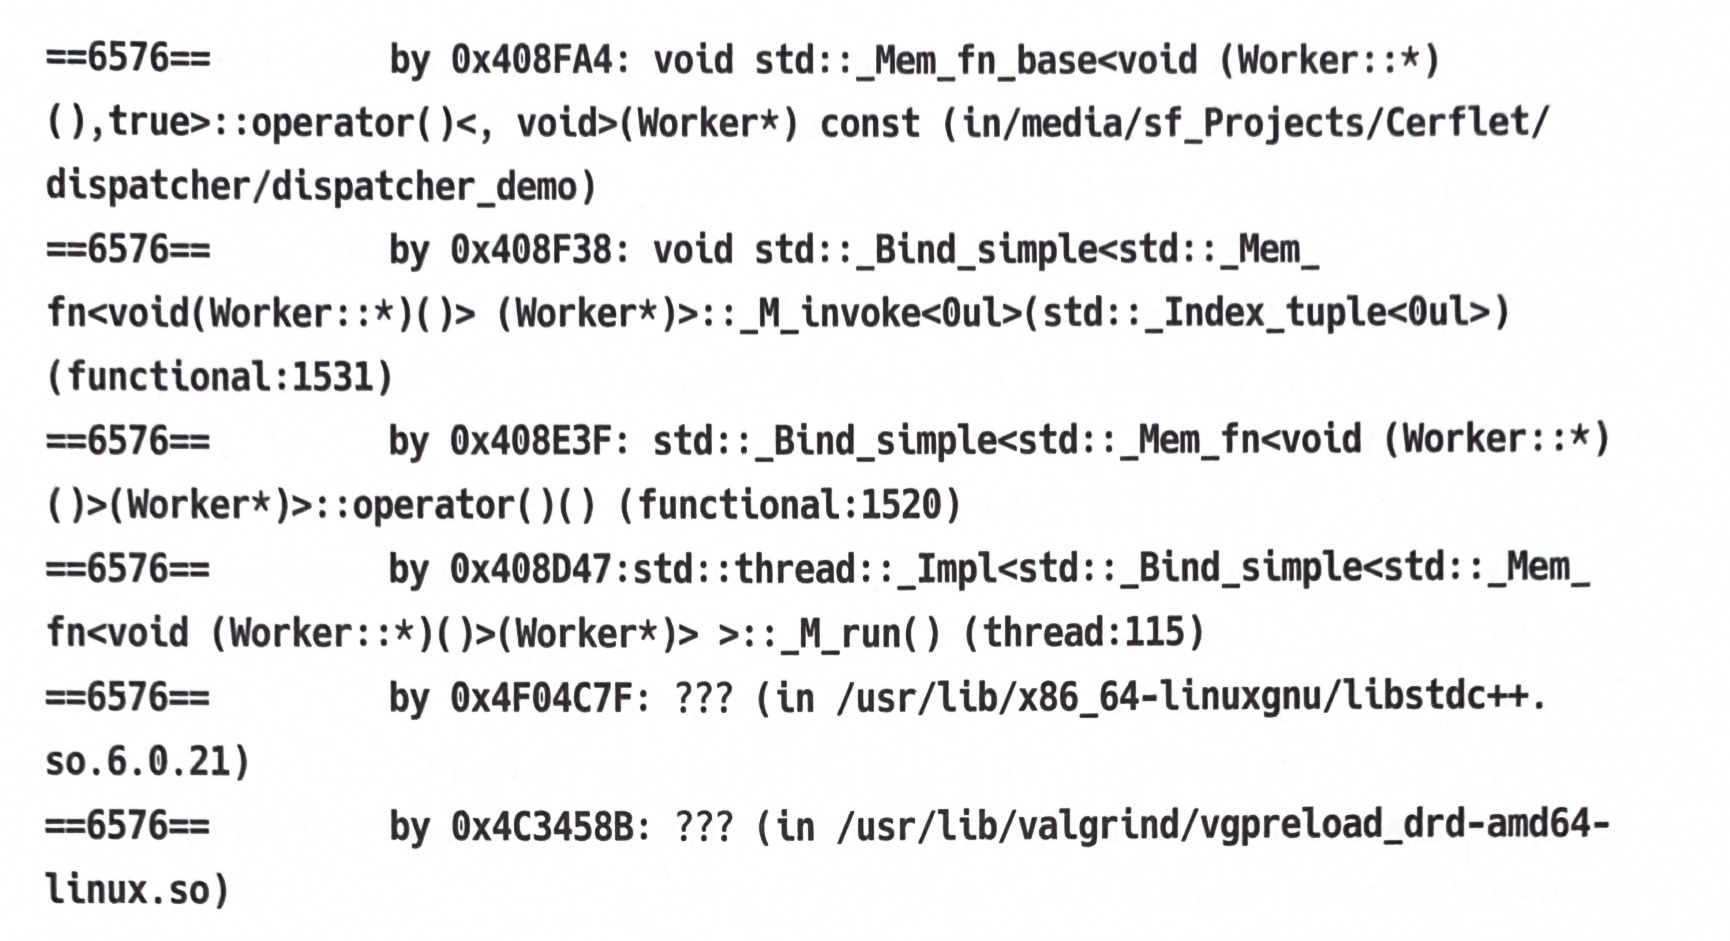 ==6576==         by 0x408FA4: void std::_Mem_fn_base<void (Worker::*)
(),true>::operator()<, void>(Worker*) const (in/media/sf_Projects/Cerflet/
dispatcher/dispatcher_demo)
==6576==         by 0x408F38: void std::_Bind_simple<std::_Mem_
fn<void(Worker::*)()> (Worker*)>::_M_invoke<0ul>(std::_Index_tuple<0ul>)
(functional:1531)
==6576==         by 0x408E3F: std::_Bind_simple<std::_Mem_fn<void (Worker::*)
()>(Worker*)>::operator()() (functional:1520)
==6576==         by 0x408D47:std::thread::_Impl<std::_Bind_simple<std::_Mem_
fn<void (Worker::*)()>(Worker*)> >::_M_run() (thread:115)
==6576==         by 0x4F04C7F: ??? (in /usr/lib/x86_64-linuxgnu/libstdc++.
so.6.0.21)
==6576==         by 0x4C3458B: ??? (in /usr/lib/valgrind/vgpreload_drd-amd64-
linux.so)